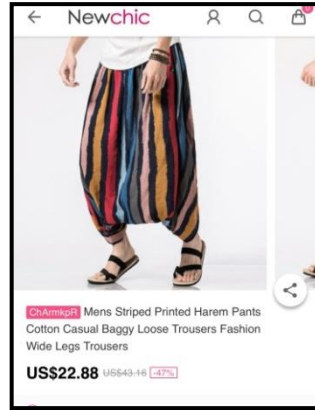 Newchic
ChArmkpR Mens Striped Printed Harem Pants
Cotton Casual Baggy Loose Trousers Fashion
Wide Legs Trousers
US$22.88 US$43.16 -47%